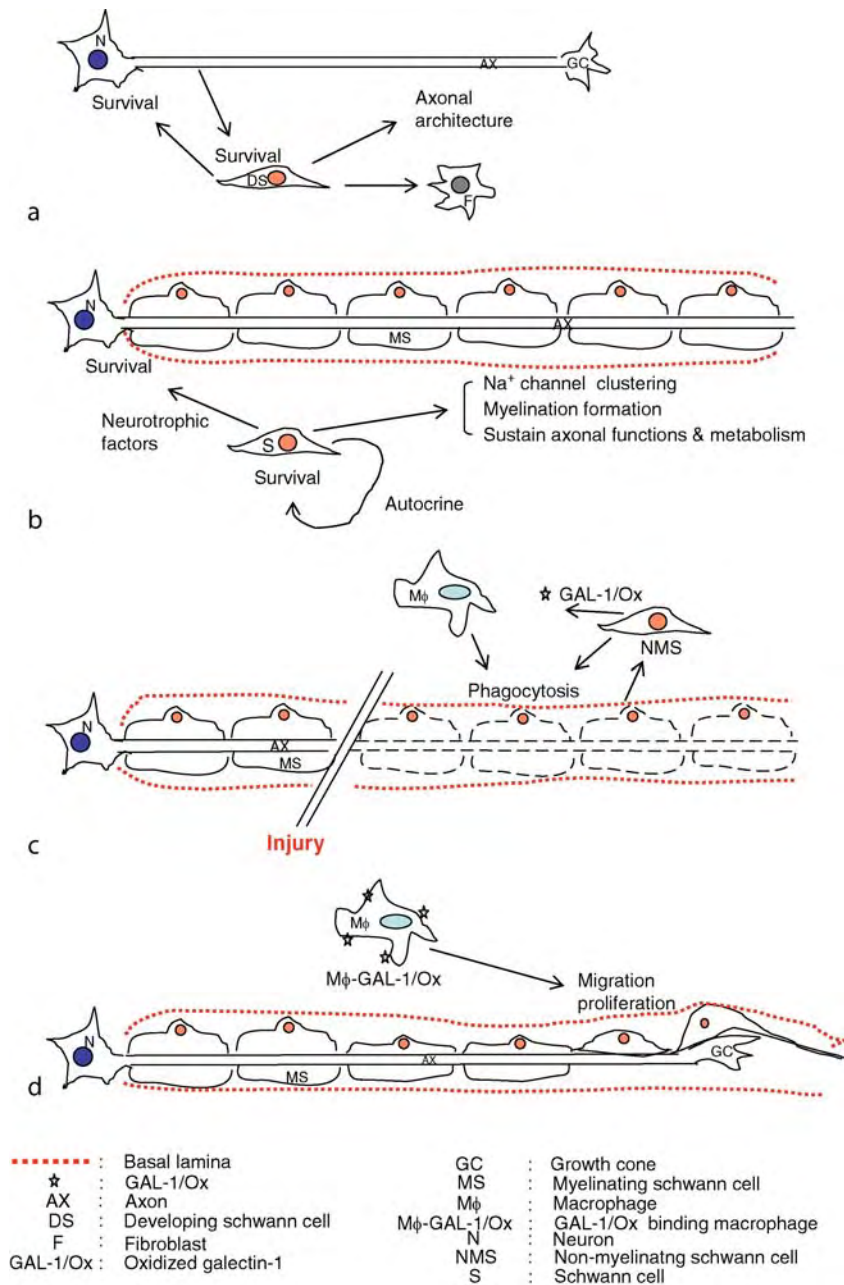 N
AX
GC
Survival
Axonal
architecture
Survival
DS
F
a
N
AX
MS
Survival
Na+ channel clustering
Myelination formation
Sustain axonal functions & metabolism
Neurotrophic
factors
S
Survival
Autocrine
b
Mϕ
GAL-1/Ox
NMS
Phagocytosis
N
AX
MS
Injury
c
Mϕ
Mϕ-GAL-1/Ox
Migration
proliferation
N
GC
AX
MS
d
: Basal lamina
: GAL-1/Ox
AX : Axon
DS : Developing schwann cell
F : Fibroblast
GAL-1/Ox : Oxidized galectin-1
GC : Growth cone
MS : Myelinating schwann cell
Mϕ : Macrophage
Mϕ-GAL-1/Ox : GAL-1/Ox binding macrophage
N : Neuron
NMS : Non-myelinatng schwann cell
S : Schwann cell